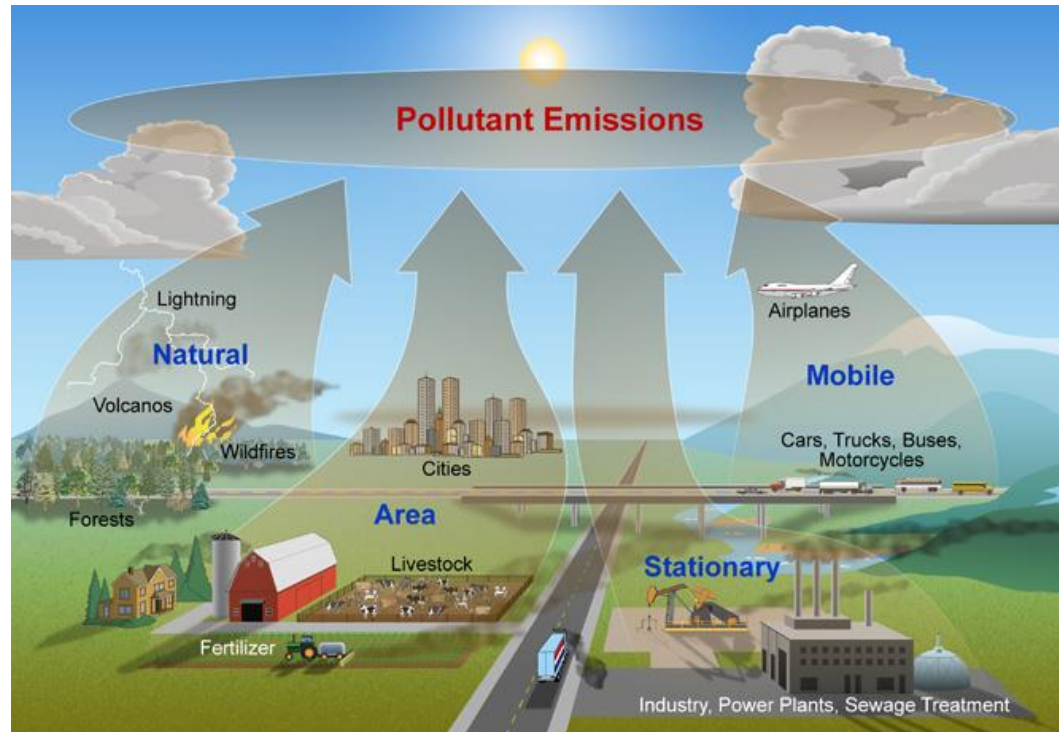 Pollutant Emissions
Lightning
Natural
Volcanos
Wildfires
Forests
Cities
Area
Livestock
Fertilizer
Airplanes
Mobile
Cars, Trucks, Buses,
Motorcycles
Stationary
Industry, Power Plants, Sewage Treatment